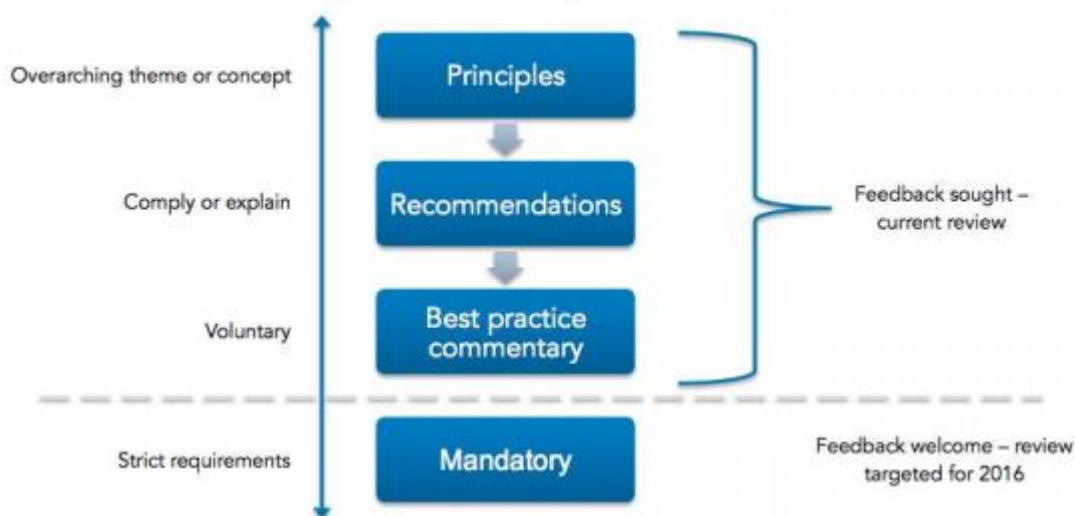 Overarching theme or concept
Principles
Comply or explain
Recommendations
Feedback sought –
current review
Voluntary
Best practice
commentary
Strict requirements
Mandatory
Feedback welcome – review
targeted for 2016